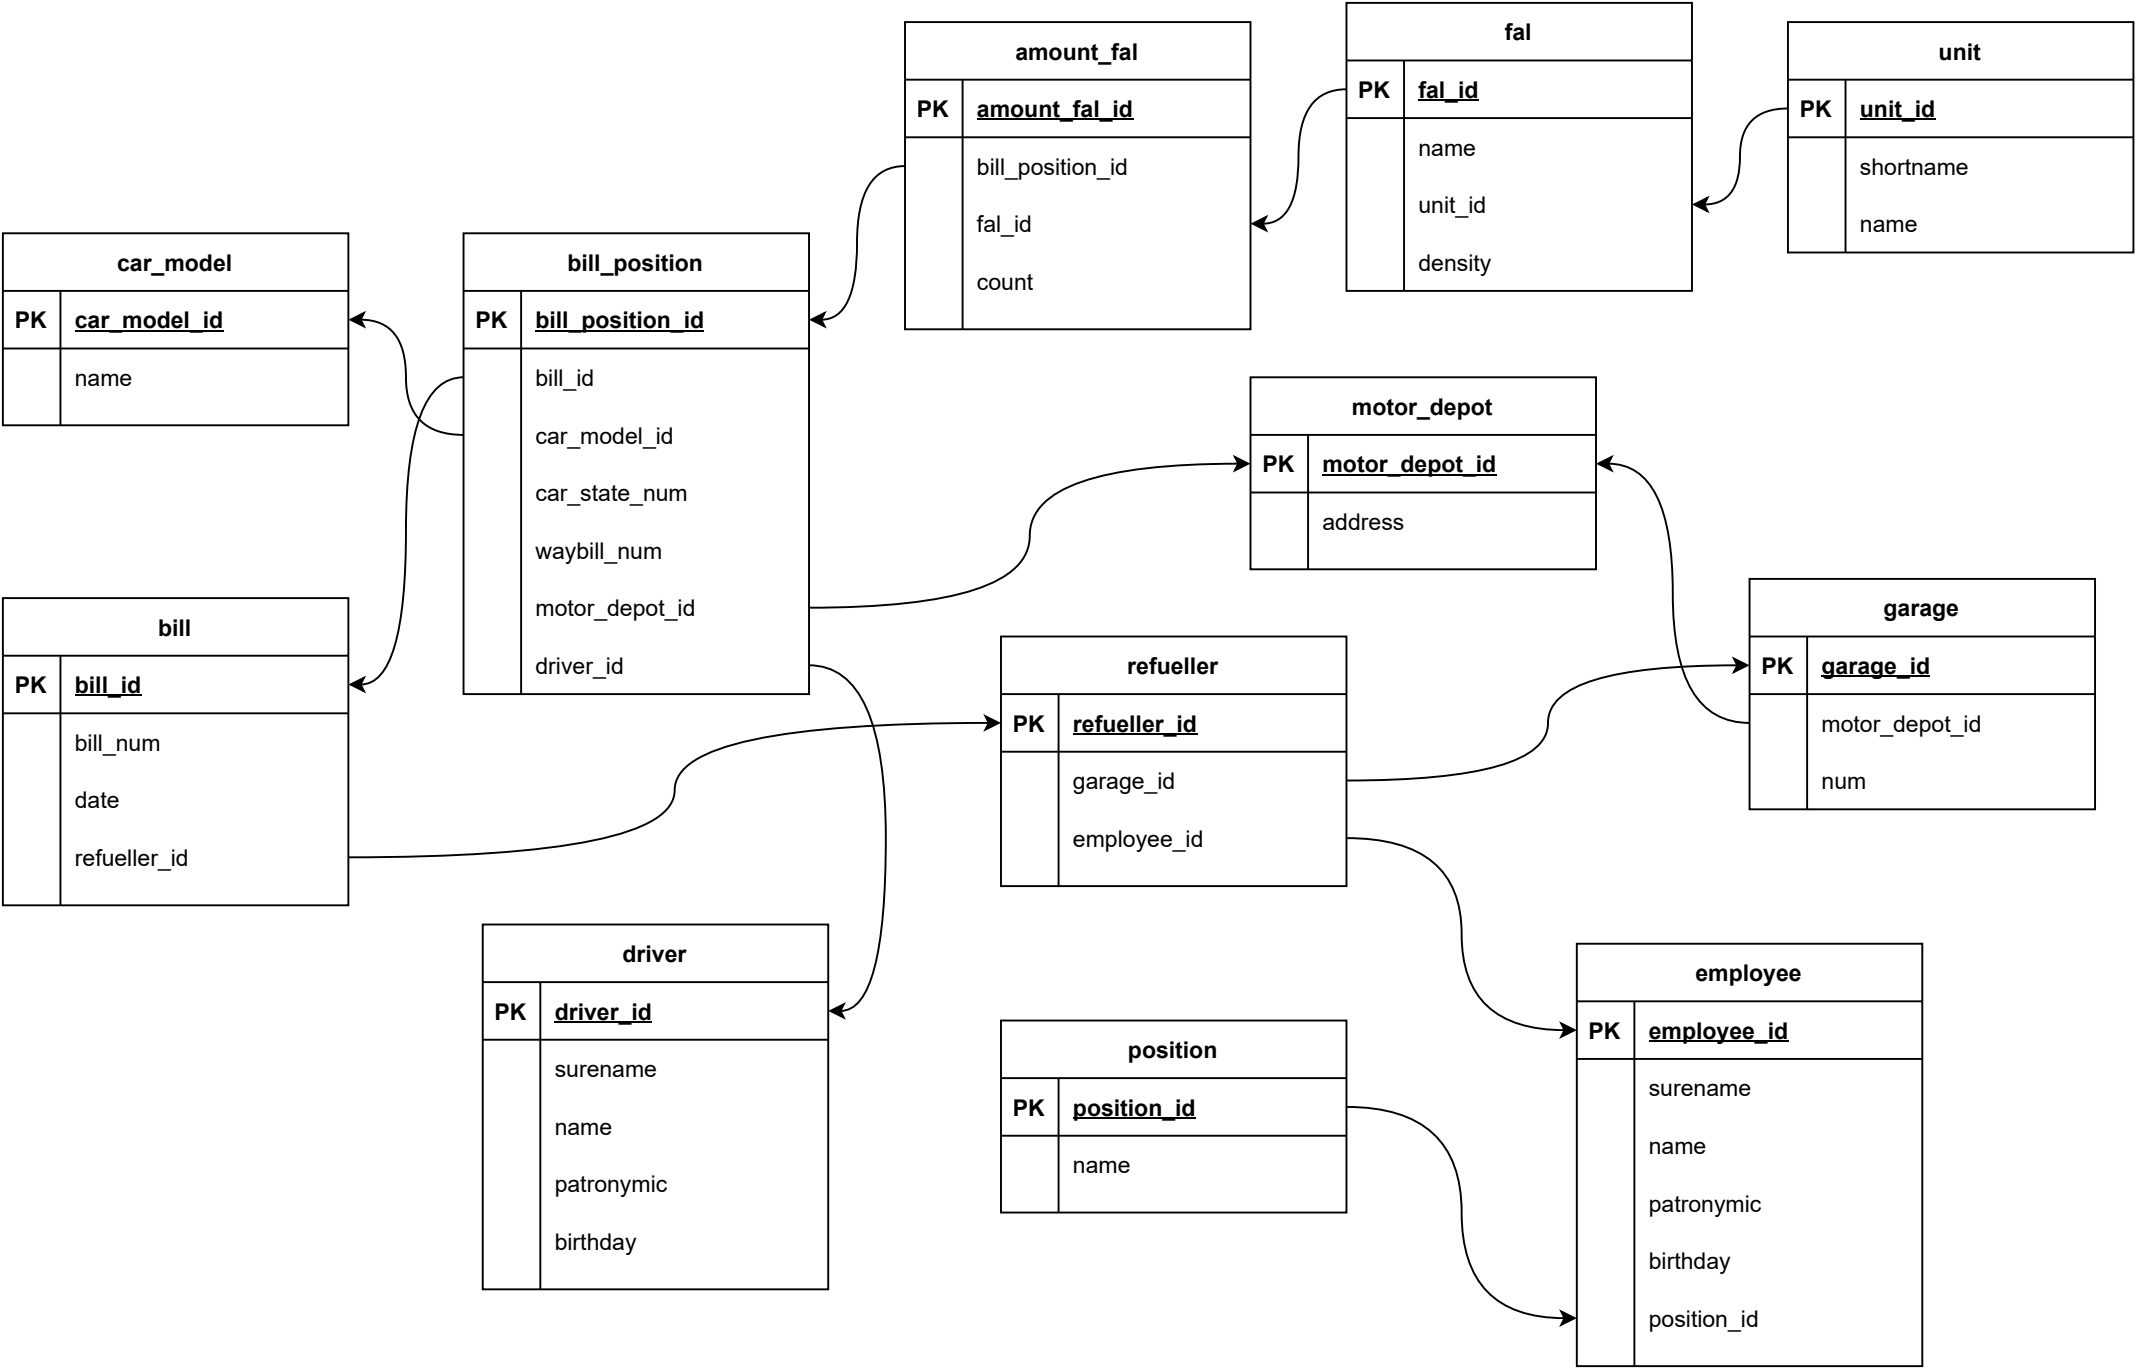 amount_fal
PK amount_fal_id
bill_position_id
fal_id
count
fal
PK fal_id
name
unit_id
density
unit
PK unit_id
shortname
name
car_model
PK car_model_id
name
bill_position
PK bill_position_id
bill_id
car_model_id
car_state_num
waybill_num
motor_depot_id
driver_id
motor_depot
PK motor_depot_id
address
bill
PK bill_id
bill_num
date
refueller_id
refueller
PK refueller_id
garage_id
employee_id
garage
PK garage_id
motor_depot_id
num
driver
PK driver_id
surename
name
patronymic
birthday
position
PK position_id
name
employee
PK employee_id
surename
name
patronymic
birthday
position_id